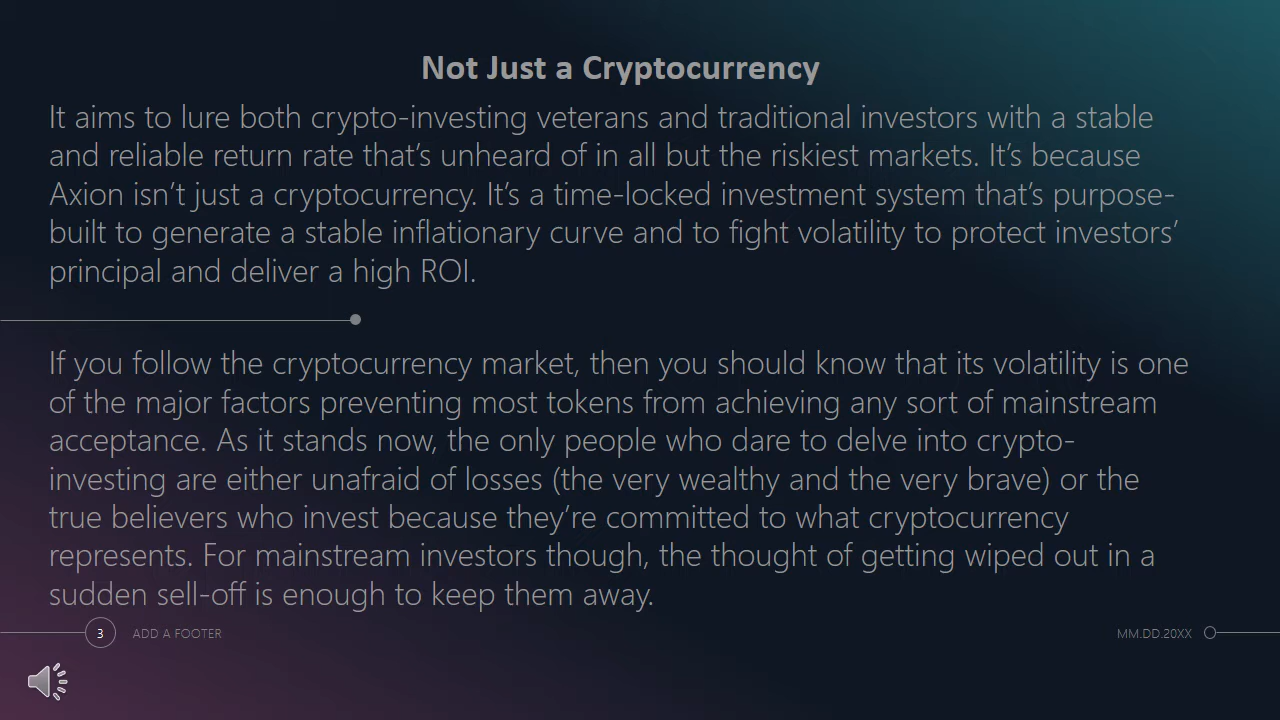 Not Just a Cryptocurrency
It aims to lure both crypto-investing veterans and traditional investors with a stable
and reliable return rate that’s unheard of in all but the riskiest markets. It’s because
Axion isn’t just a cryptocurrency. It’s a time-locked investment system that’s purpose-
built to generate a stable inflationary curve and to fight volatility to protect investors’
principal and deliver a high ROI.
If you follow the cryptocurrency market, then you should know that its volatility is one
of the major factors preventing most tokens from achieving any sort of mainstream
acceptance. As it stands now, the only people who dare to delve into crypto-
investing are either unafraid of losses (the very wealthy and the very brave) or the
true believers who invest because they’re committed to what cryptocurrency
represents. For mainstream investors though, the thought of getting wiped out in a
sudden sell-off is enough to keep them away.
3 ADD A FOOTER MM.DD.20XX